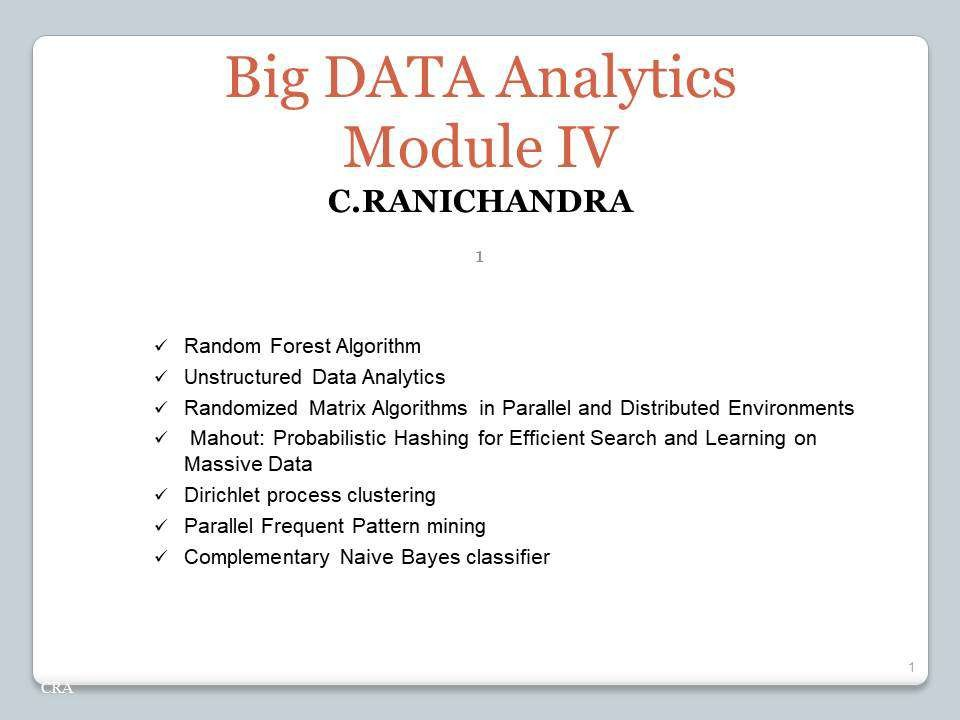 Big DATA Analytics
Module IV
C.RANICHANDRA
1
✓ Random Forest Algorithm
✓ Unstructured Data Analytics
✓ Randomized Matrix Algorithms in Parallel and Distributed Environments
✓ Mahout: Probabilistic Hashing for Efficient Search and Learning on
Massive Data
✓ Dirichlet process clustering
✓ Parallel Frequent Pattern mining
✓ Complementary Naive Bayes classifier
1
CRA